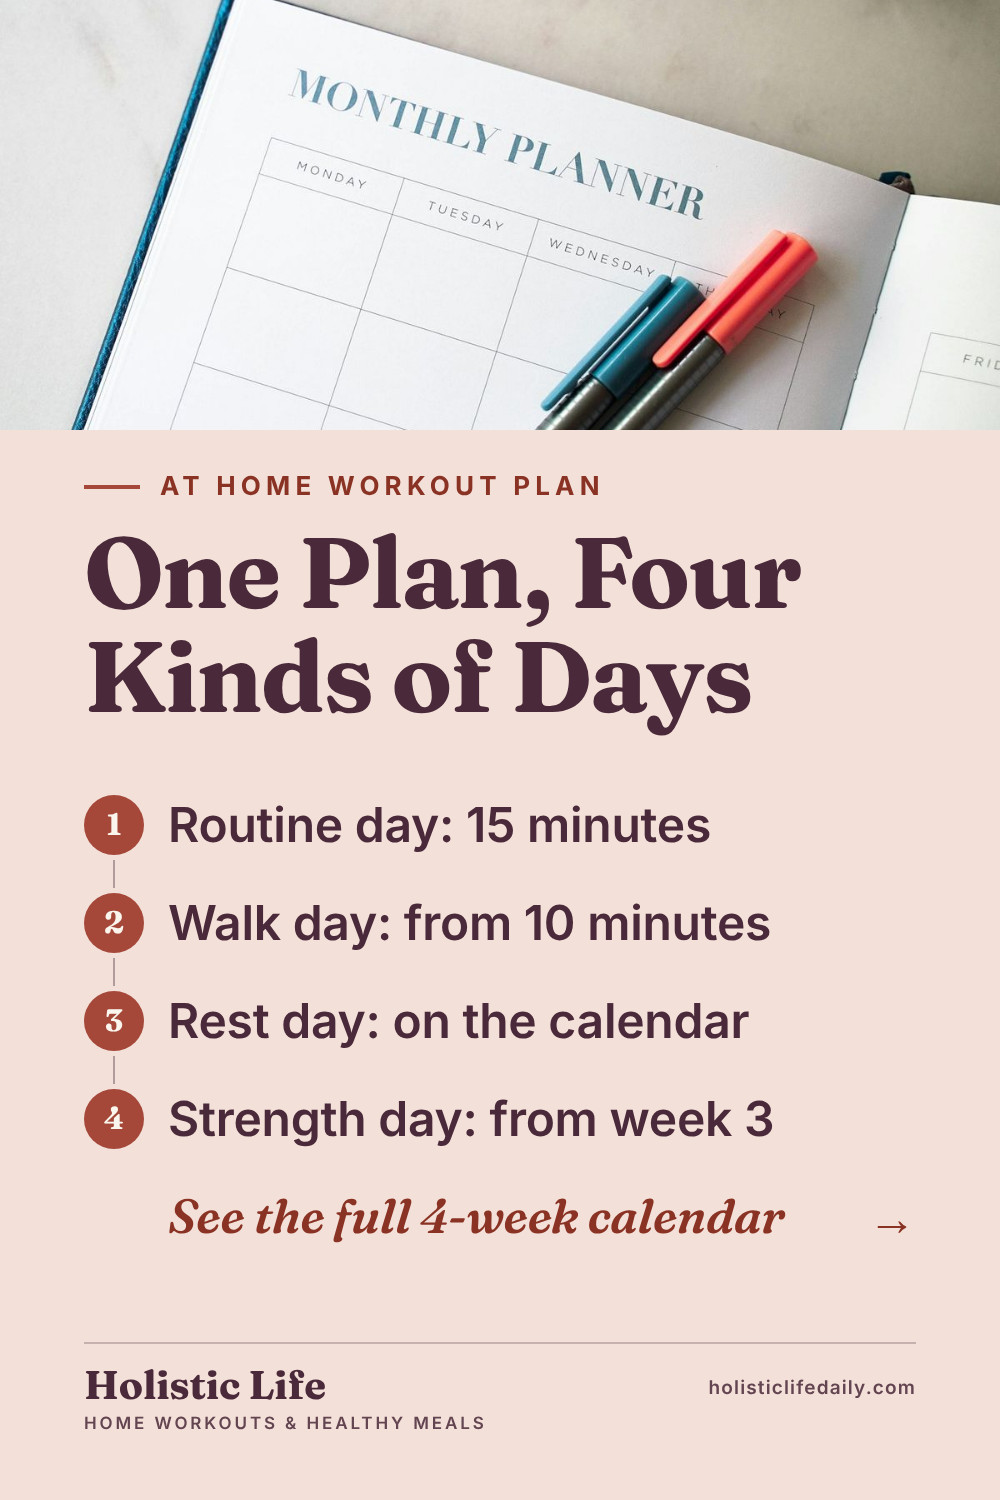 MONTHLY PLANNER
MONDAY
TUESDAY
WEDNESDAY
AT HOME WORKOUT PLAN
One Plan, Four
Kinds of Days
1 Routine day: 15 minutes
2 Walk day: from 10 minutes
3 Rest day: on the calendar
4 Strength day: from week 3
See the full 4-week calendar →
Holistic Life
holisticlifedaily.com
HOME WORKOUTS & HEALTHY MEALS